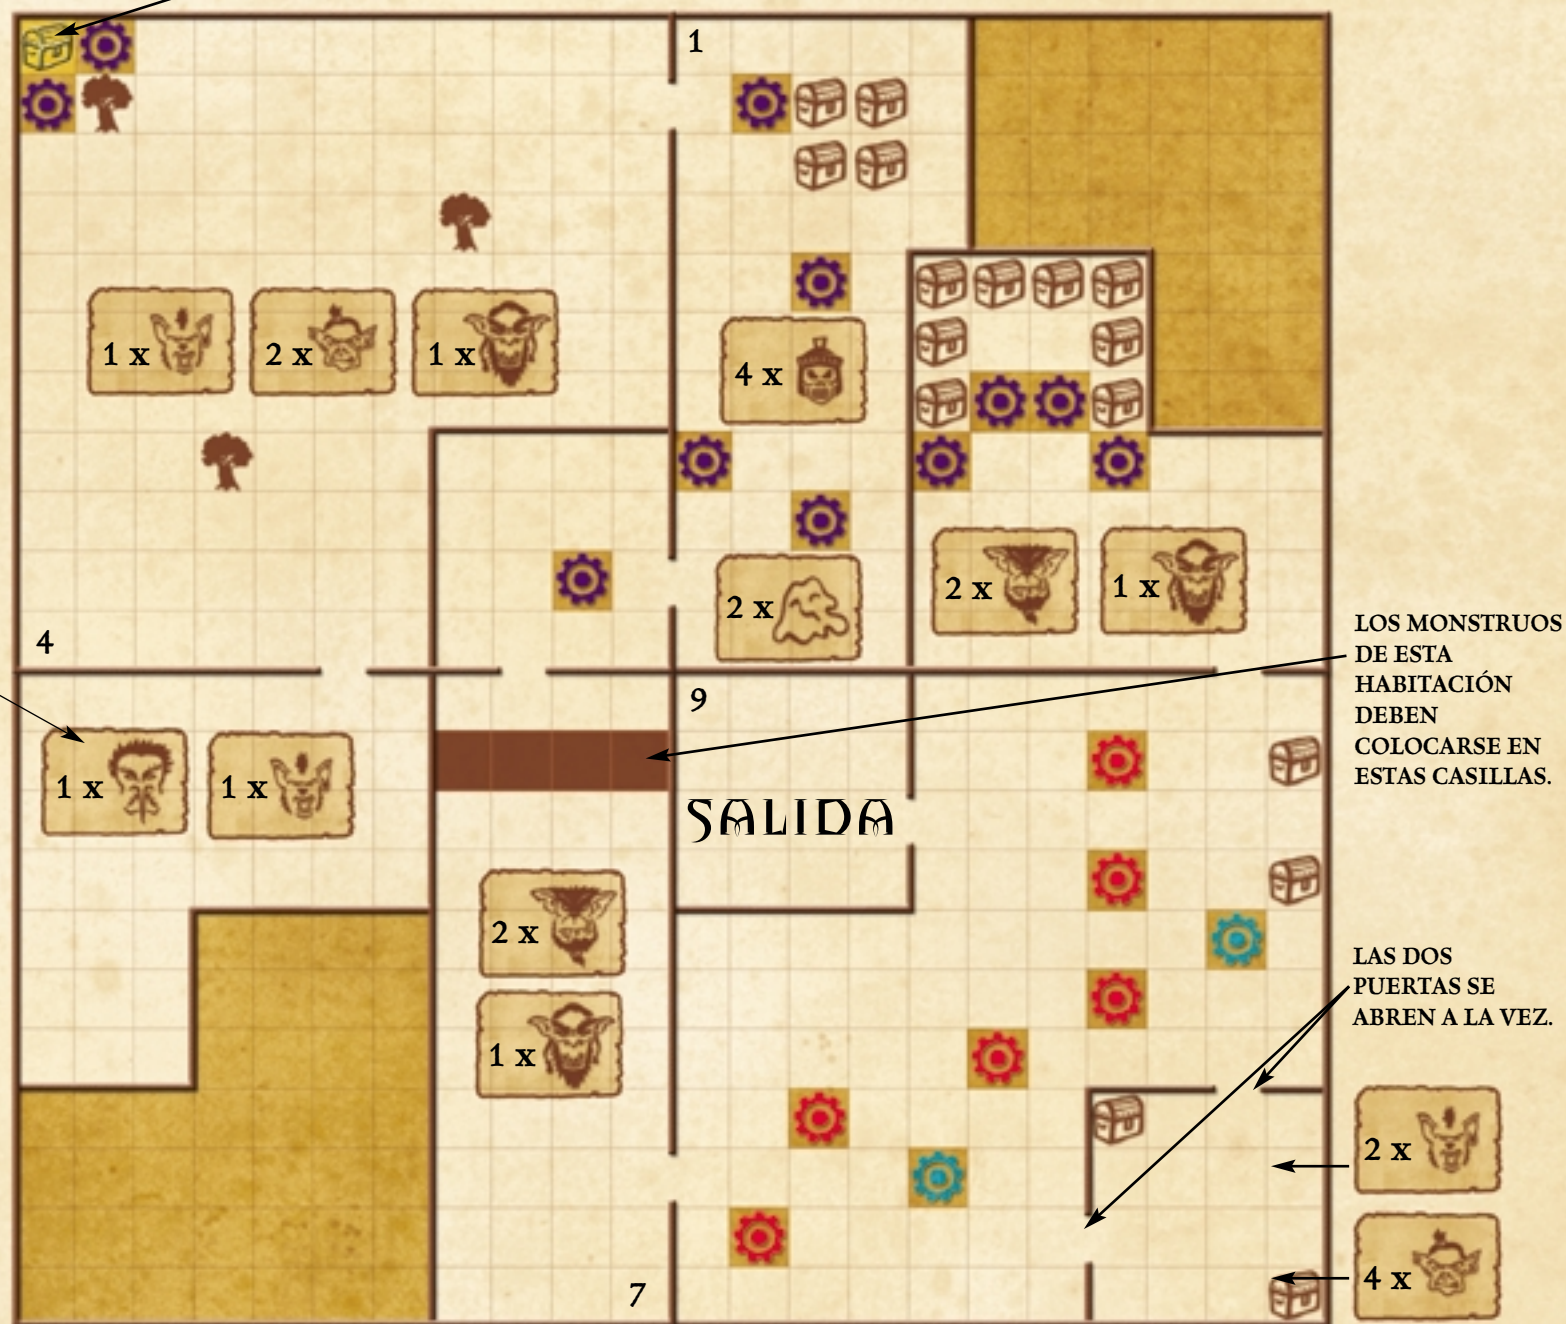 1
1 x
2 x
1 x
4 x
2 x
2 x
1 x
4
9
LOS MONSTRUOS
DE ESTA
HABITACIÓN
DEBEN
COLOCARSE EN
ESTAS CASILLAS.
1 x
1 x
SALIDA
2 x
1 x
LAS DOS
PUERTAS SE
ABREN A LA VEZ.
2 x
4 x
7